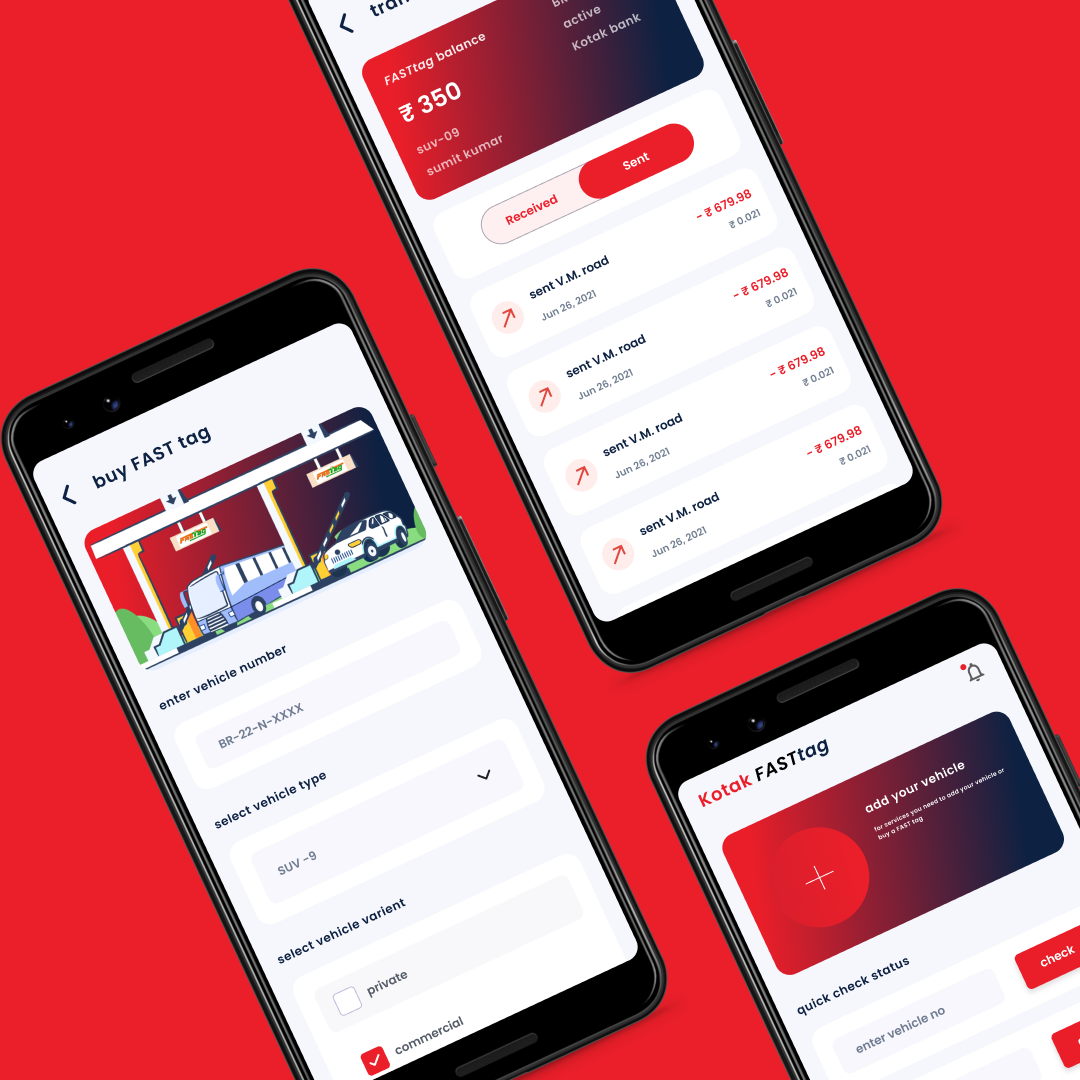 FASTtag balance
₹ 350
suv-09
sumit kumar
active
Kotak bank
Received
Sent
sent V.M. road
Jun 26, 2021
- ₹ 679.98
₹ 0.021
sent V.M. road
Jun 26, 2021
- ₹ 679.98
₹ 0.021
sent V.M. road
Jun 26, 2021
- ₹ 679.98
₹ 0.021
sent V.M. road
Jun 26, 2021
- ₹ 679.98
₹ 0.021
buy FAST tag
FASTag
FASTag
enter vehicle number
BR-22-N-XXXX
select vehicle type
SUV -9
select vehicle varient
private
commercial
Kotak FASTtag
add your vehicle
for services you need to add your vehicle or
buy a FAST tag
quick check status
enter vehicle no
check